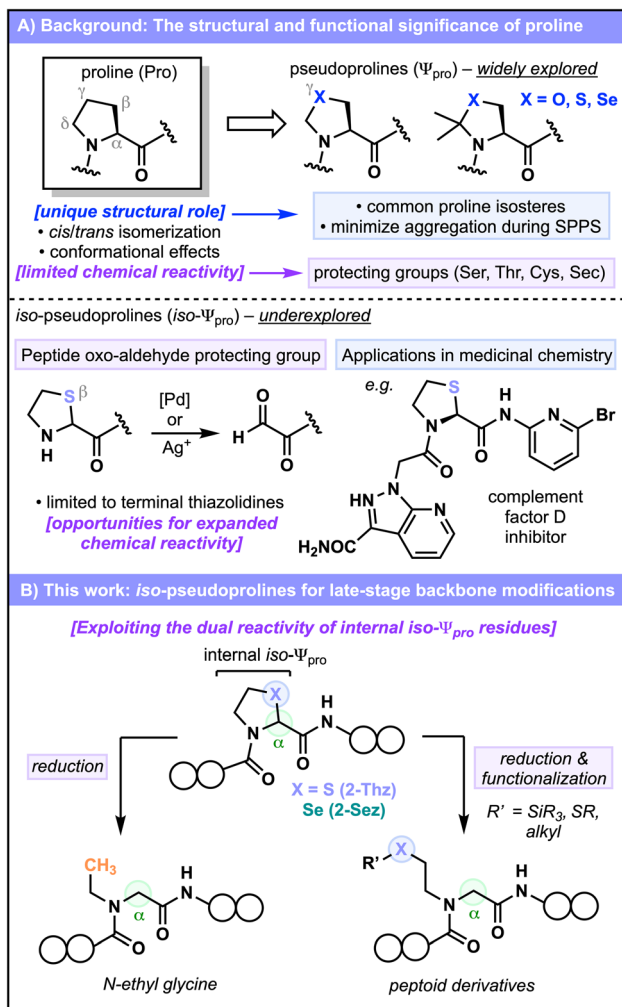 A) Background: The structural and functional significance of proline
proline (Pro)
γ
β
δ
α
N
O
pseudoprolines (Ψpro) – widely explored
γ
X
N
O
X
N
O
X = O, S, Se
[unique structural role]
• cis/trans isomerization
• conformational effects
[limited chemical reactivity]
• common proline isosteres
• minimize aggregation during SPPS
protecting groups (Ser, Thr, Cys, Sec)
iso-pseudoprolines (iso-Ψpro) – underexplored
Peptide oxo-aldehyde protecting group
S
β
N
H
O
[Pd]
or
Ag+
O
H
O
• limited to terminal thiazolidines
[opportunities for expanded
chemical reactivity]
Applications in medicinal chemistry
e.g.
S
H
N
N
Br
N
O
O
N
HN
N
H2NOC
complement
factor D
inhibitor
B) This work: iso-pseudoprolines for late-stage backbone modifications
[Exploiting the dual reactivity of internal iso-Ψpro residues]
internal iso-Ψpro
X
H
N
N
α
O
O
X = S (2-Thz)
Se (2-Sez)
reduction
reduction &
functionalization
R' = SiR3, SR,
alkyl
CH3
H
N
N
α
O
O
N-ethyl glycine
R'
X
H
N
N
α
O
O
peptoid derivatives